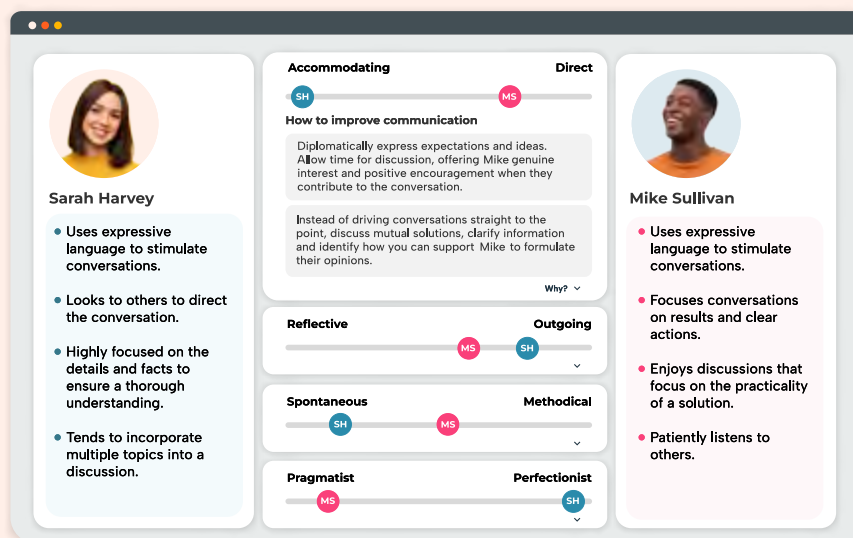 Sarah Harvey
Uses expressive
language to stimulate
conversations.
Looks to others to direct
the conversation.
Highly focused on the
details and facts to
ensure a thorough
understanding.
Tends to incorporate
multiple topics into a
discussion.
Accommodating Direct
SH MS
How to improve communication
Diplomatically express expectations and ideas.
Allow time for discussion, offering Mike genuine
interest and positive encouragement when they
contribute to the conversation.
Instead of driving conversations straight to the
point, discuss mutual solutions, clarify information
and identify how you can support Mike to formulate
their opinions.
Why?
Reflective Outgoing
MS SH
Spontaneous Methodical
SH MS
Pragmatist Perfectionist
MS SH
Mike Sullivan
Uses expressive
language to stimulate
conversations.
Focuses conversations
on results and clear
actions.
Enjoys discussions that
focus on the practicality
of a solution.
Patiently listens to
others.